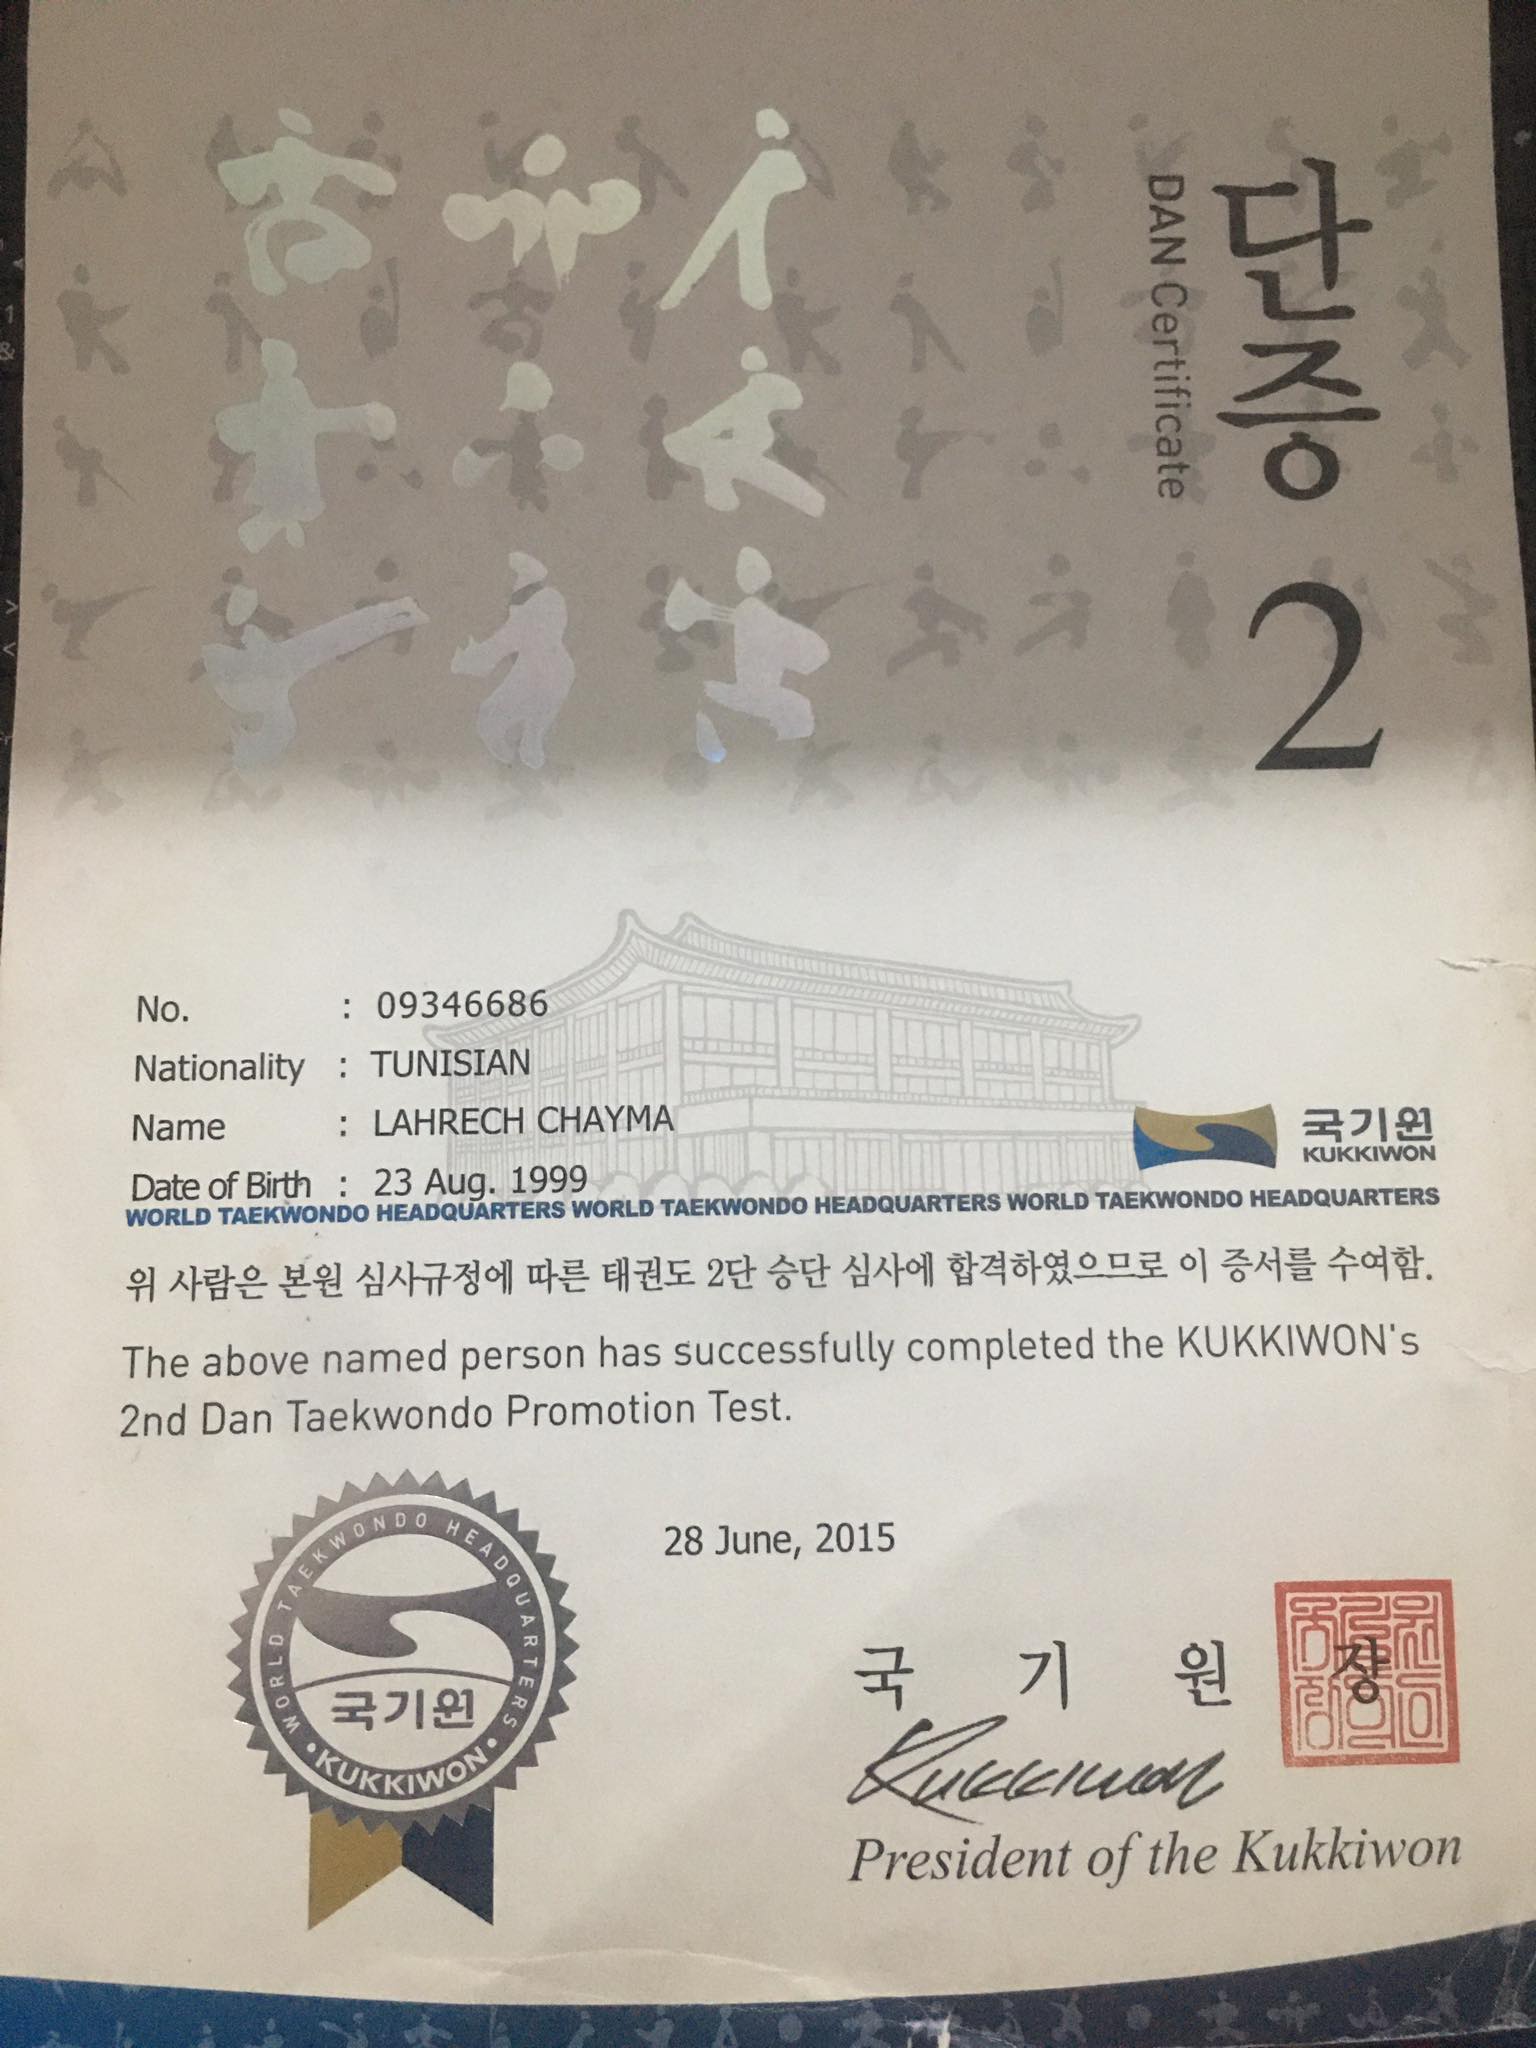 단증 2
DAN Certificate
No. : 09346686
Nationality : TUNISIAN
Name : LAHRECH CHAYMA
Date of Birth : 23 Aug. 1999
국기원
KUKKIWON
WORLD TAEKWONDO HEADQUARTERS WORLD TAEKWONDO HEADQUARTERS WORLD TAEKWONDO HEADQUARTERS
위 사람은 본원 심사규정에 따른 태권도 2단 승단 심사에 합격하였으므로 이 증서를 수여함.
The above named person has successfully completed the KUKKIWON's
2nd Dan Taekwondo Promotion Test.
28 June, 2015
WORLD TAEKWONDO HEADQUARTERS
국기원
• KUKKIWON •
국 기 원 장
Kukkiwon
President of the Kukkiwon